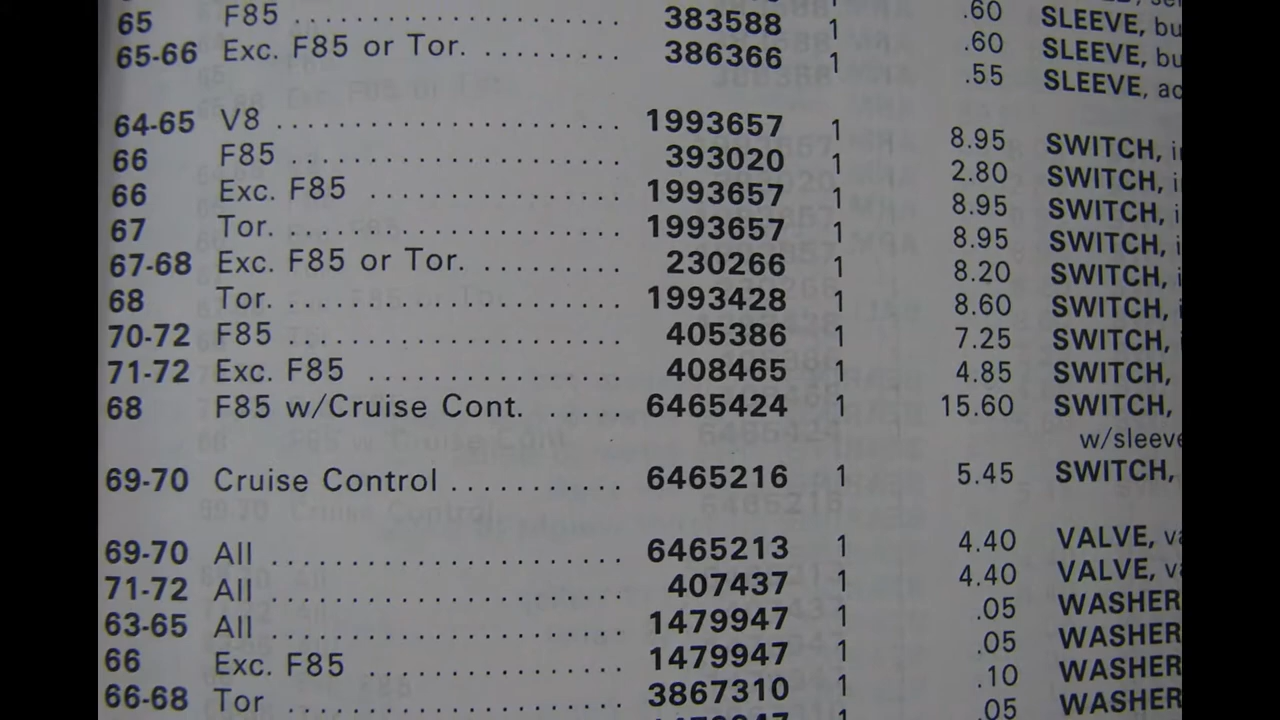 .60 SLEEVE, bu
65 F85 .................... 383588 1 .60 SLEEVE, bu
65-66 Exc. F85 or Tor. .......... 386366 1 .55 SLEEVE, ac
64-65 V8 ........................ 1993657 1 8.95 SWITCH, i
66 F85 ........................ 393020 1 2.80 SWITCH, i
66 Exc. F85 .................. 1993657 1 8.95 SWITCH, i
67 Tor. ....................... 1993657 1 8.95 SWITCH, i
67-68 Exc. F85 or Tor. .......... 230266 1 8.20 SWITCH, i
68 Tor. ....................... 1993428 1 8.60 SWITCH, i
70-72 F85 ....................... 405386 1 7.25 SWITCH,
71-72 Exc. F85 .................. 408465 1 4.85 SWITCH,
68 F85 w/Cruise Cont. ..... 6465424 1 15.60 SWITCH,
w/sleeve
69-70 Cruise Control ............ 6465216 1 5.45 SWITCH,
69-70 All ........................ 6465213 1 4.40 VALVE, va
71-72 All ........................ 407437 1 4.40 VALVE, va
63-65 All ........................ 1479947 1 .05 WASHER
66 Exc. F85 .................. 1479947 1 .05 WASHER
66-68 Tor ....................... 3867310 1 .10 WASHER
.05 WASHER